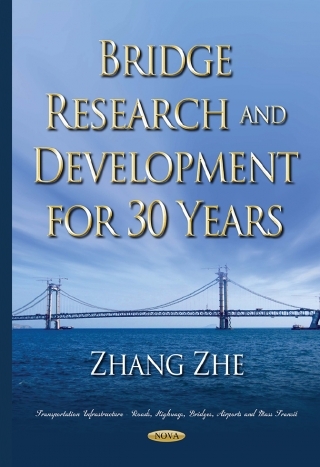 BRIDGE
RESEARCH AND
DEVELOPMENT
FOR 30 YEARS
ZHANG ZHE
Transportation Infrastructure - Roads, Highways, Bridges, Airports and Mass Transit
NOVA